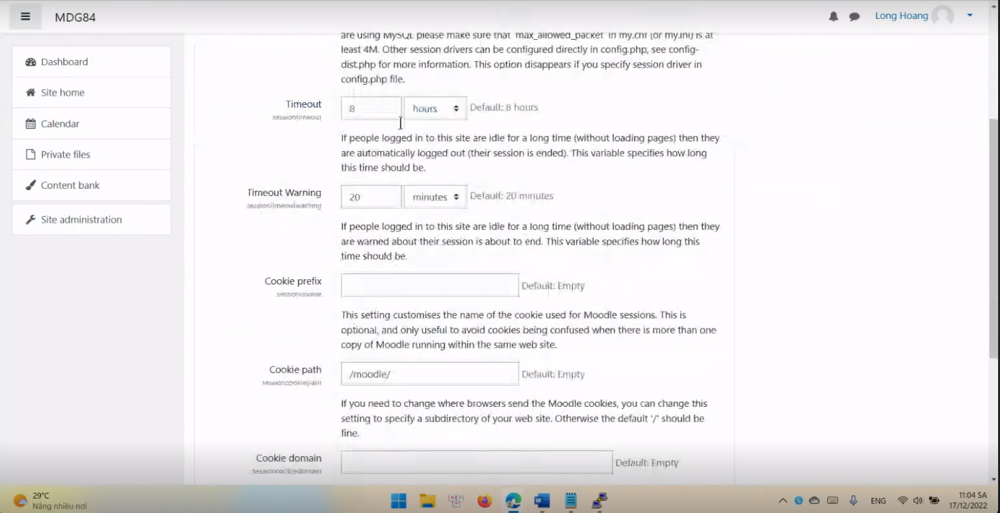 MDG84
Long Hoang
Dashboard
Site home
Calendar
Private files
Content bank
Site administration
are using MySQL please make sure that 'max_allowed_packet' in my.cnf (or my.ini) is at
least 4M. Other session drivers can be configured directly in config.php, see config-
dist.php for more information. This option disappears if you specify session driver in
config.php file.
Timeout
sessiontimeout
8
hours
Default: 8 hours
If people logged in to this site are idle for a long time (without loading pages) then they
are automatically logged out (their session is ended). This variable specifies how long
this time should be.
Timeout Warning
sessiontimeoutwarning
20
minutes
Default: 20 minutes
If people logged in to this site are idle for a long time (without loading pages) then they
are warned about their session is about to end. This variable specifies how long this
time should be.
Cookie prefix
sessioncookie
Default: Empty
This setting customises the name of the cookie used for Moodle sessions. This is
optional, and only useful to avoid cookies being confused when there is more than one
copy of Moodle running within the same web site.
Cookie path
sessioncookiepath
/moodle/
Default: Empty
If you need to change where browsers send the Moodle cookies, you can change this
setting to specify a subdirectory of your web site. Otherwise the default '/' should be
fine.
Cookie domain
sessioncookiedomain
Default: Empty
29°C
Nắng nhiều nơi
ENG
11:04 SA
17/12/2022